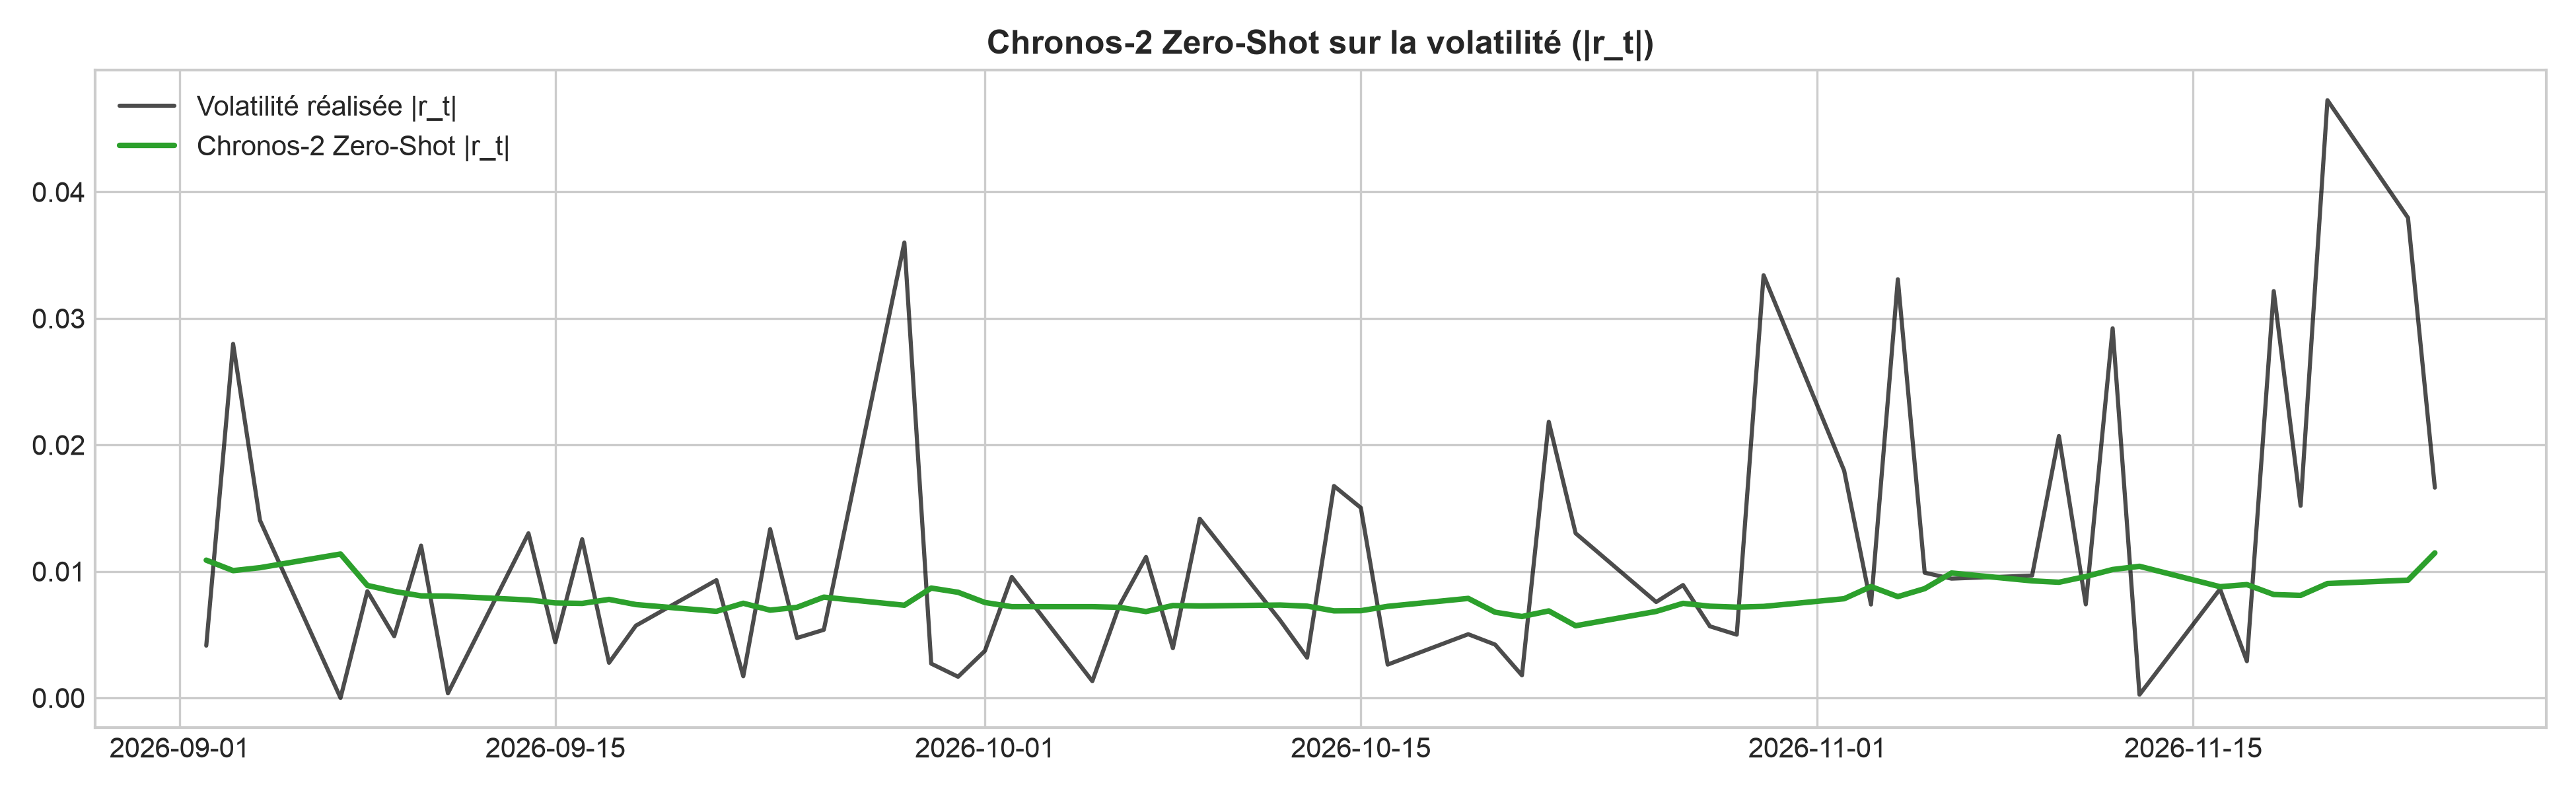 Chronos-2 Zero-Shot sur la volatilité (|r_t|)
Volatilité réalisée |r_t|
Chronos-2 Zero-Shot |r_t|
0.04
0.03
0.02
0.01
0.00
2026-09-01 2026-09-15 2026-10-01 2026-10-15 2026-11-01 2026-11-15